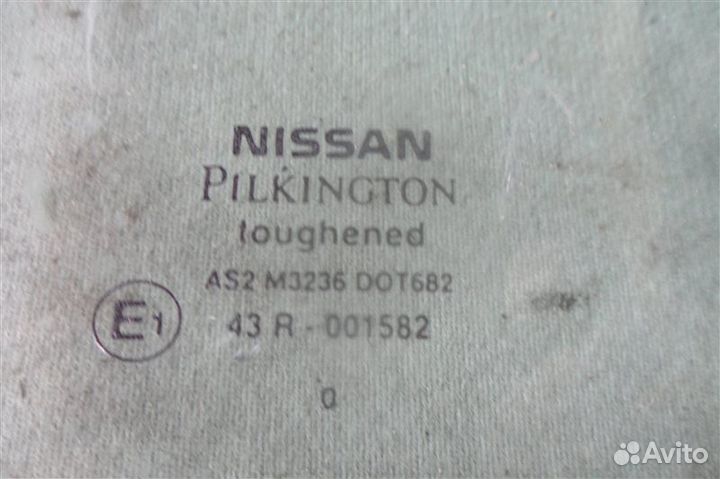 NISSAN
PILKINGTON
toughened
AS2 M3236 DOT682
E1 43 R - 001582
0
Avito